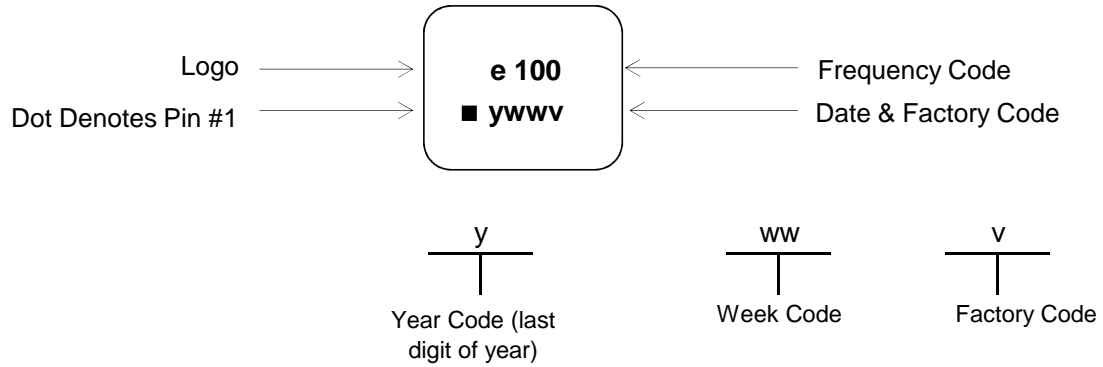 Logo
e 100
Frequency Code
Dot Denotes Pin #1
■ ywwv
Date & Factory Code
y
ww
v
Year Code (last
digit of year)
Week Code
Factory Code